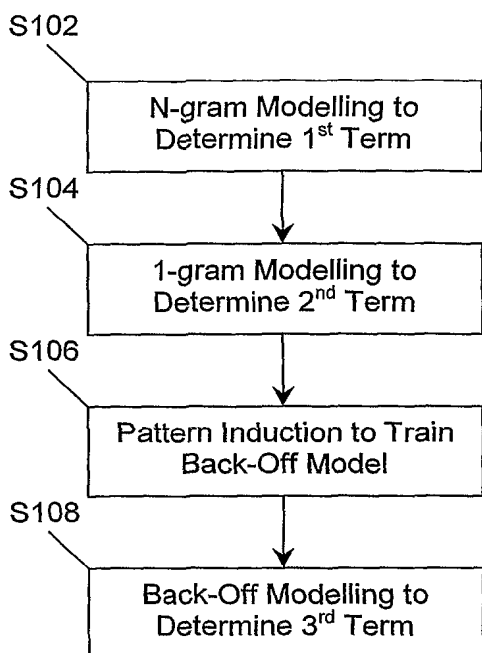 S102
N-gram Modelling to
Determine 1st Term
S104
1-gram Modelling to
Determine 2nd Term
S106
Pattern Induction to Train
Back-Off Model
S108
Back-Off Modelling to
Determine 3rd Term